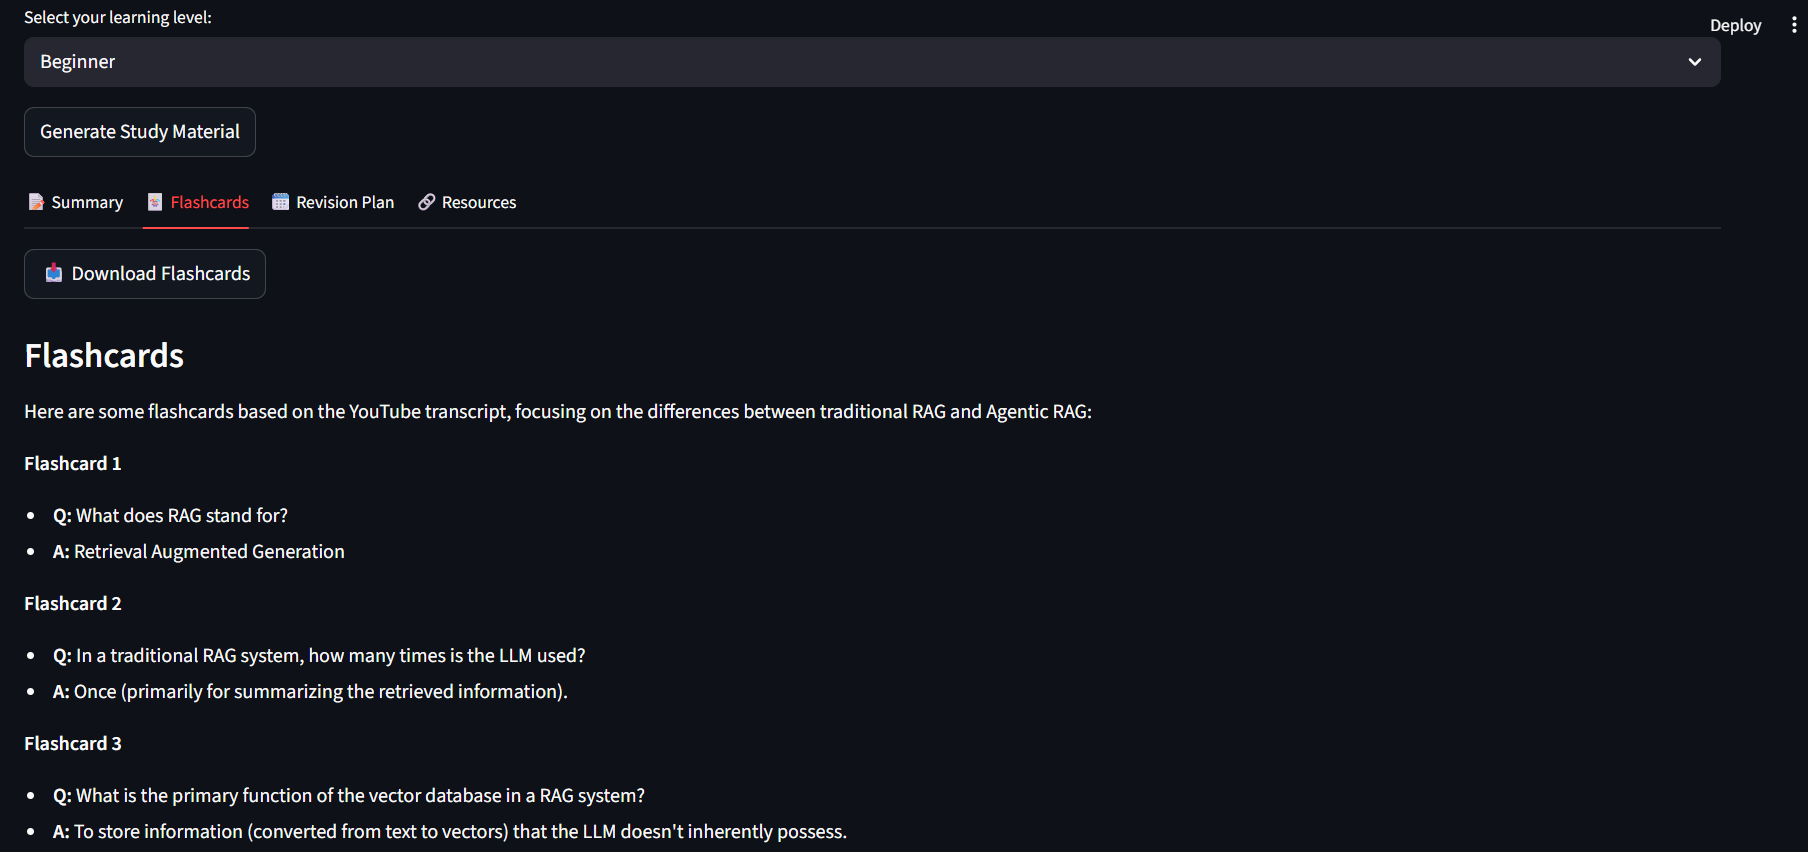 Select your learning level:
Deploy
Beginner
Generate Study Material
Summary Flashcards Revision Plan Resources
Download Flashcards
Flashcards
Here are some flashcards based on the YouTube transcript, focusing on the differences between traditional RAG and Agentic RAG:
Flashcard 1
Q: What does RAG stand for?
A: Retrieval Augmented Generation
Flashcard 2
Q: In a traditional RAG system, how many times is the LLM used?
A: Once (primarily for summarizing the retrieved information).
Flashcard 3
Q: What is the primary function of the vector database in a RAG system?
A: To store information (converted from text to vectors) that the LLM doesn't inherently possess.